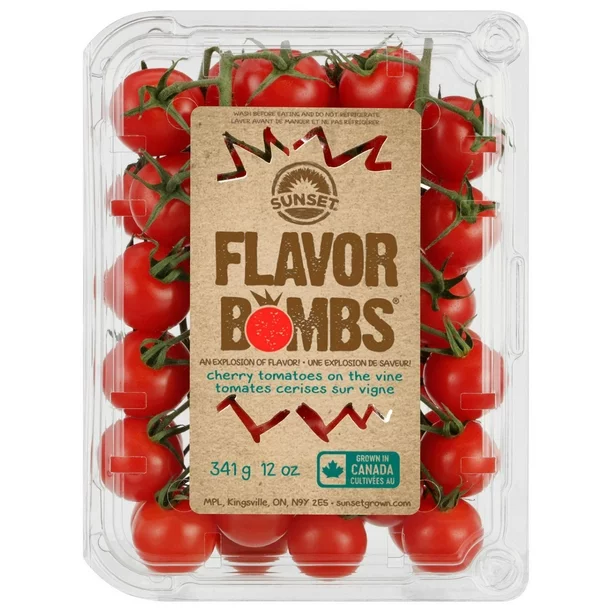 WASH BEFORE EATING AND DO NOT REFRIGERATE
LAVER AVANT DE MANGER ET NE PAS RÉFRIGÉRER
SUNSET
FLAVOR
BOMBS®
AN EXPLOSION OF FLAVOR! • UNE EXPLOSION DE SAVEUR!
cherry tomatoes on the vine
tomates cerises sur vigne
341 g 12 oz
GROWN IN
CANADA
CULTIVÉES AU
MPL, Kingsville, ON, N9Y 2E5 • sunsetgrown.com